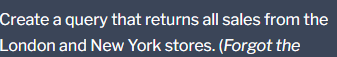 Create a query that returns all sales from the
London and New York stores. (Forgot the